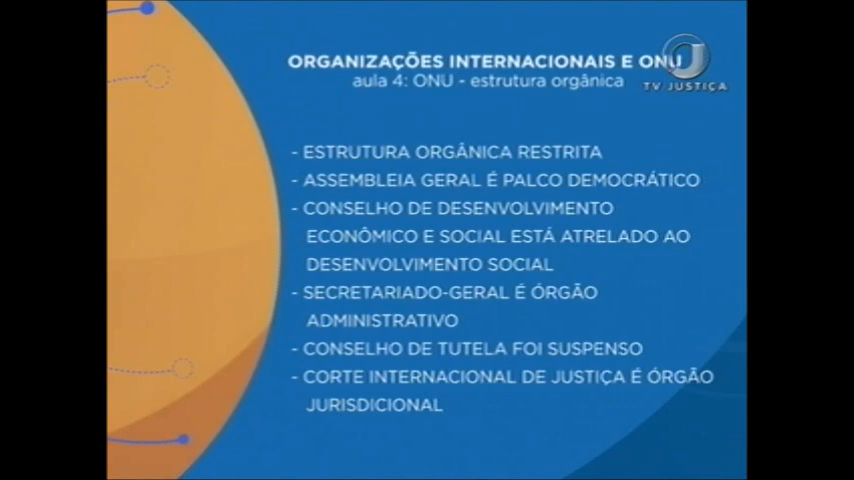 ORGANIZAÇÕES INTERNACIONAIS E ONU
aula 4: ONU - estrutura orgânica
TV JUSTIÇA
- ESTRUTURA ORGÂNICA RESTRITA
- ASSEMBLEIA GERAL É PALCO DEMOCRÁTICO
- CONSELHO DE DESENVOLVIMENTO
ECONÔMICO E SOCIAL ESTÁ ATRELADO AO
DESENVOLVIMENTO SOCIAL
- SECRETARIADO-GERAL É ÓRGÃO
ADMINISTRATIVO
- CONSELHO DE TUTELA FOI SUSPENSO
- CORTE INTERNACIONAL DE JUSTIÇA É ÓRGÃO
JURISDICIONAL